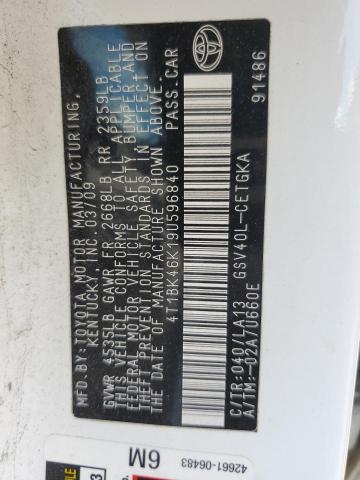 MFD.BY:TOYOTA MOTOR MANUFACTURING,
KENTUCKY, INC.03/09
GVWR 4535LB GAWR FR 2668LB RR 2359LB
THIS VEHICLE CONFORMS TO ALL APPLICABLE
FEDERAL MOTOR VEHICLE SAFETY, BUMPER, AND
THEFT PREVENTION STANDARDS IN EFFECT ON
THE DATE OF MANUFACTURE SHOWN ABOVE.
4T1BK46K19U596840 PASS.CAR
C/TR:040/LA13 GSV40L-CETGKA
A/TM:-02A/U660E
91486
42661-06483
6M